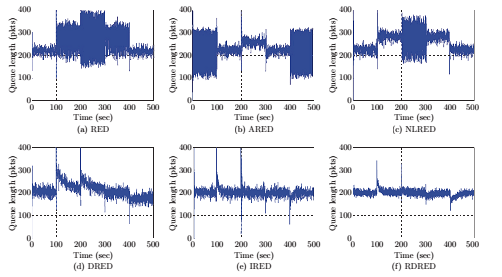 400 400 400
300 300 300
200 200 200
100 100 100
0 0 0
Queue length (pkts) Queue length (pkts) Queue length (pkts)
0 100 200 300 400 500 0 100 200 300 400 500 0 100 200 300 400 500
Time (sec) Time (sec) Time (sec)
(a) RED (b) ARED (c) NLRED
400 400 400
300 300 300
200 200 200
100 100 100
0 0 0
Queue length (pkts) Queue length (pkts) Queue length (pkts)
0 100 200 300 400 500 0 100 200 300 400 500 0 100 200 300 400 500
Time (sec) Time (sec) Time (sec)
(d) DRED (e) IRED (f) RDRED